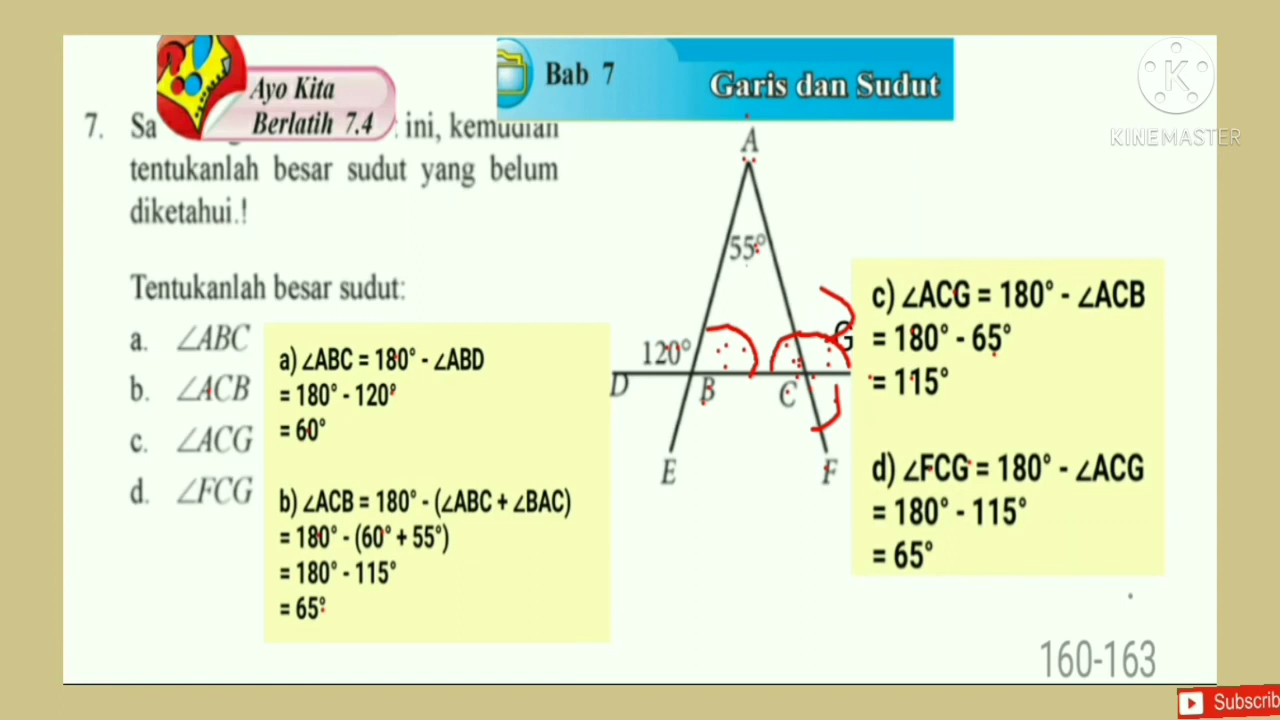 Ayo Kita
Berlatih 7.4
Bab 7
Garis dan Sudut
KINEMASTER
7. Sa ini, kemudian
tentukanlah besar sudut yang belum
diketahui.!
Tentukanlah besar sudut:
a. ∠ABC
b. ∠ACB
c. ∠ACG
d. ∠FCG
a) ∠ABC = 180° - ∠ABD
= 180° - 120°
= 60°
b) ∠ACB = 180° - (∠ABC + ∠BAC)
= 180° - (60° + 55°)
= 180° - 115°
= 65°
A
55°
120°
G
D
B
C
E
F
c) ∠ACG = 180° - ∠ACB
= 180° - 65°
= 115°
d) ∠FCG = 180° - ∠ACG
= 180° - 115°
= 65°
160-163
Subscrib